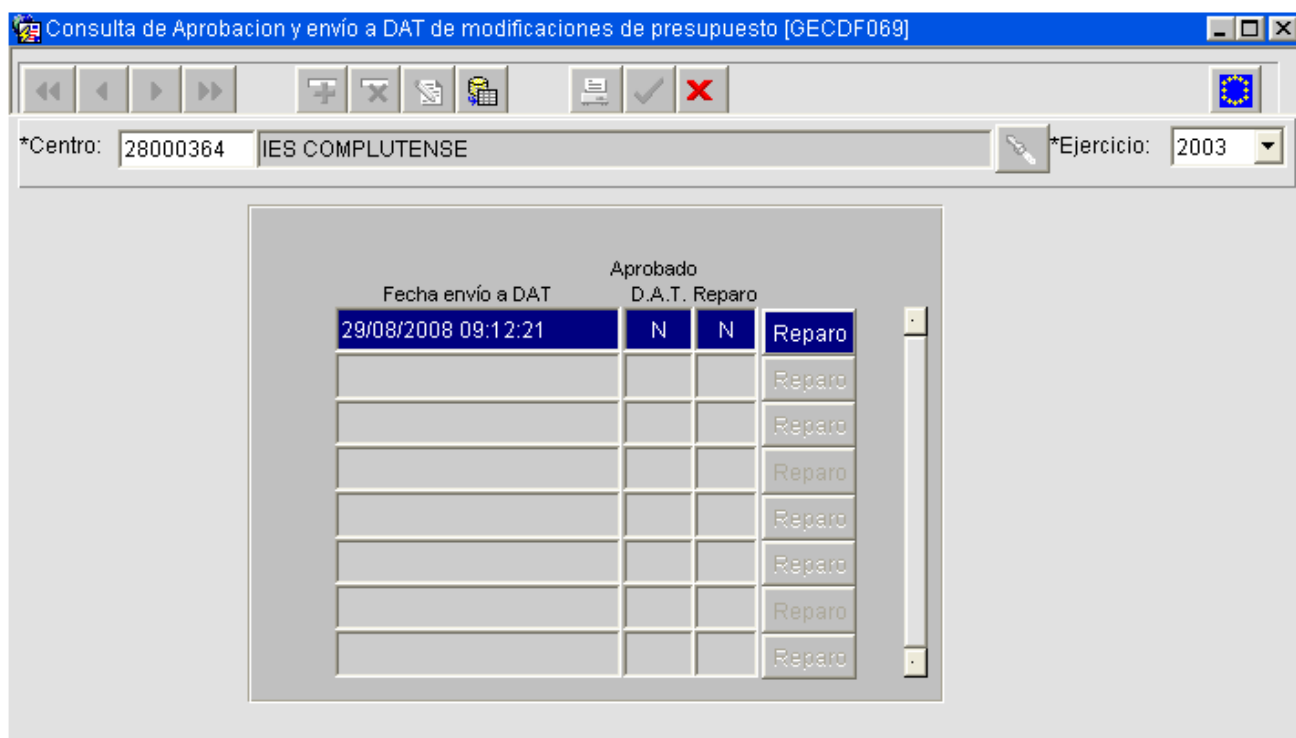 Consulta de Aprobacion y envío a DAT de modificaciones de presupuesto [GECDF069]
*Centro: 28000364 IES COMPLUTENSE *Ejercicio: 2003
Aprobado
Fecha envío a DAT D.A.T. Reparo
29/08/2008 09:12:21 N N Reparo
Reparo
Reparo
Reparo
Reparo
Reparo
Reparo
Reparo